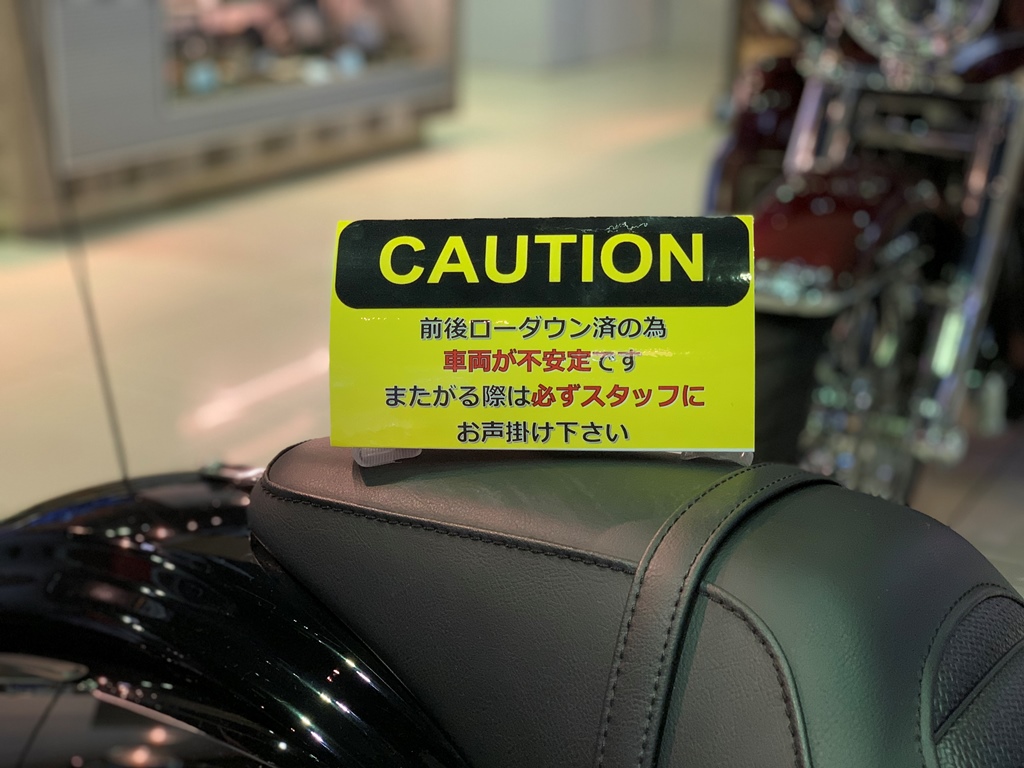 CAUTION
前後ローダウン済の為
車両が不安定です
またがる際は必ずスタッフに
お声掛け下さい